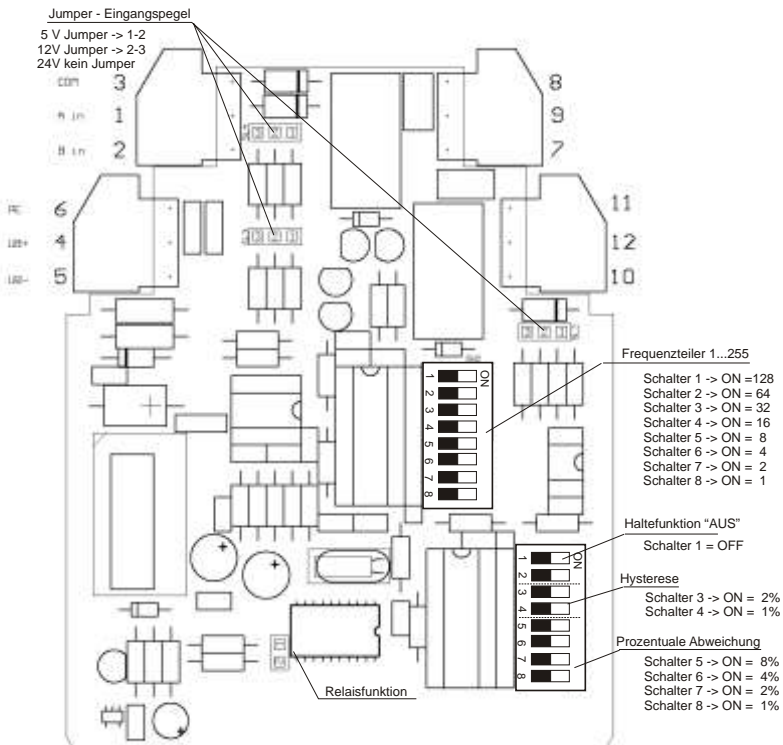 Jumper - Eingangspegel
5 V Jumper -> 1-2
12V Jumper -> 2-3
24V kein Jumper
COM 3
A in 1
B in 2
6
4
5
8
9
7
11
12
10
Frequenzteiler 1...255
Schalter 1 -> ON =128
Schalter 2 -> ON = 64
Schalter 3 -> ON = 32
Schalter 4 -> ON = 16
Schalter 5 -> ON = 8
Schalter 6 -> ON = 4
Schalter 7 -> ON = 2
Schalter 8 -> ON = 1
ON
1
2
3
4
5
6
7
8
Haltefunktion “AUS”
Schalter 1 = OFF
ON
1
2
3
4
5
6
7
8
Hysterese
Schalter 3 -> ON = 2%
Schalter 4 -> ON = 1%
Prozentuale Abweichung
Schalter 5 -> ON = 8%
Schalter 6 -> ON = 4%
Schalter 7 -> ON = 2%
Schalter 8 -> ON = 1%
Relaisfunktion